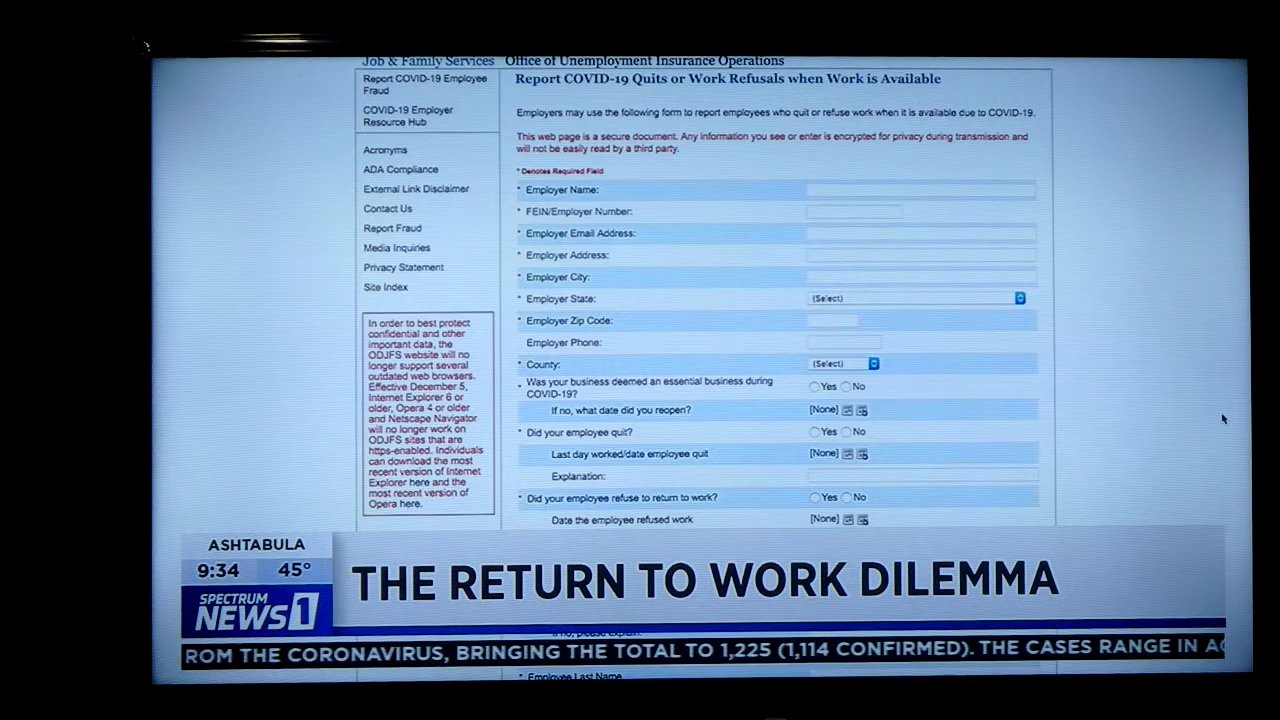 Job & Family Services Office of Unemployment Insurance Operations
Report COVID-19 Employee
Fraud
COVID-19 Employer
Resource Hub
Acronyms
ADA Compliance
External Link Disclaimer
Contact Us
Report Fraud
Media Inquiries
Privacy Statement
Site Index
In order to best protect
confidential and other
important data, the
ODJFS website will no
longer support several
outdated web browsers.
Effective December 5,
Internet Explorer 6 or
older, Opera 4 or older
and Netscape Navigator
will no longer work on
ODJFS sites that are
https-enabled. Individuals
can download the most
recent version of Internet
Explorer here and the
most recent version of
Opera here.
Report COVID-19 Quits or Work Refusals when Work is Available
Employers may use the following form to report employees who quit or refuse work when it is available due to COVID-19.
This web page is a secure document. Any information you see or enter is encrypted for privacy during transmission and
will not be easily read by a third party.
* Denotes Required Field
* Employer Name:
* FEIN/Employer Number:
* Employer Email Address:
* Employer Address:
* Employer City:
* Employer State: (Select)
* Employer Zip Code:
Employer Phone:
* County: (Select)
* Was your business deemed an essential business during
COVID-19? Yes No
If no, what date did you reopen? [None]
* Did your employee quit? Yes No
Last day worked/date employee quit [None]
Explanation:
* Did your employee refuse to return to work? Yes No
Date the employee refused work [None]
ASHTABULA
9:34 45°
SPECTRUM
NEWS 1
THE RETURN TO WORK DILEMMA
If no, please explain:
ROM THE CORONAVIRUS, BRINGING THE TOTAL TO 1,225 (1,114 CONFIRMED). THE CASES RANGE IN A
* Employee Last Name